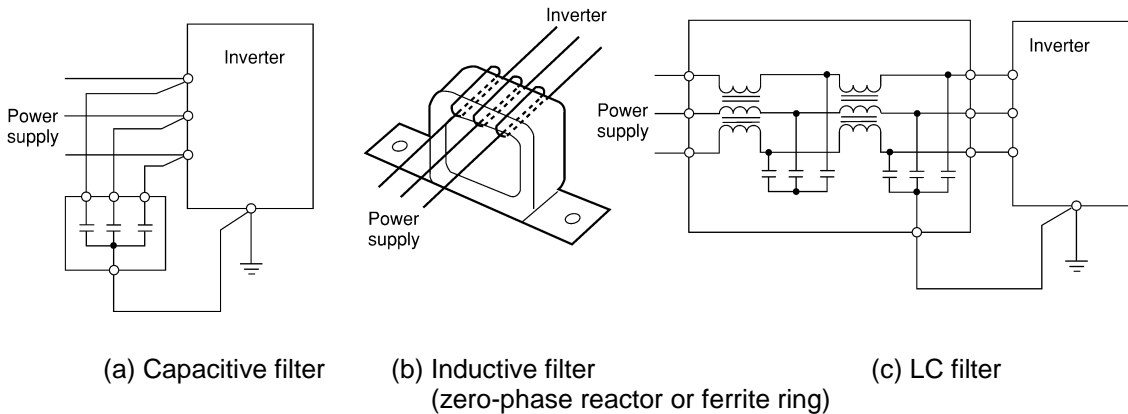 Inverter
Power
supply
(a) Capacitive filter
Inverter
Power
supply
(b) Inductive filter
(zero-phase reactor or ferrite ring)
Inverter
Power
supply
(c) LC filter